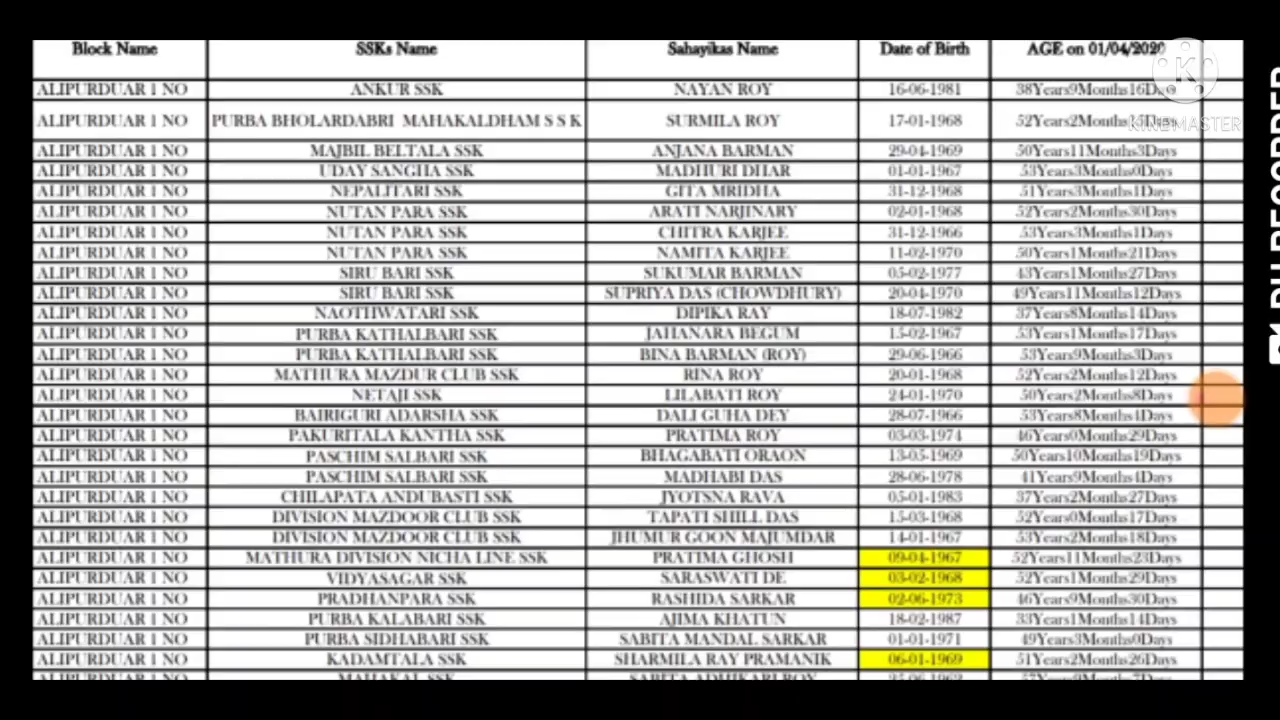 Block Name SSKs Name Sahayikas Name Date of Birth AGE on 01/04/2020
ALIPURDUAR 1 NO ANKUR SSK NAYAN ROY 16-06-1981 38Years9Months16Days
ALIPURDUAR 1 NO PURBA BHOLARDABRI MAHAKALDHAM S S K SURMILA ROY 17-01-1968 52Years2Months15Days
ALIPURDUAR 1 NO MAJBIL BELTALA SSK ANJANA BARMAN 29-04-1969 50Years11Months3Days
ALIPURDUAR 1 NO UDAY SANGHA SSK MADHURI DHAR 01-01-1967 53Years3Months0Days
ALIPURDUAR 1 NO NEPALITARI SSK GITA MRIDHA 31-12-1968 51Years3Months1Days
ALIPURDUAR 1 NO NUTAN PARA SSK ARATI NARJINARY 02-01-1968 52Years2Months30Days
ALIPURDUAR 1 NO NUTAN PARA SSK CHITRA KARJEE 31-12-1966 53Years3Months1Days
ALIPURDUAR 1 NO NUTAN PARA SSK NAMITA KARJEE 11-02-1970 50Years1Months21Days
ALIPURDUAR 1 NO SIRU BARI SSK SUKUMAR BARMAN 05-02-1977 43Years1Months27Days
ALIPURDUAR 1 NO SIRU BARI SSK SUPRIYA DAS (CHOWDHURY) 20-04-1970 49Years11Months12Days
ALIPURDUAR 1 NO NAOTHWATARI SSK DIPIKA RAY 18-07-1982 37Years8Months14Days
ALIPURDUAR 1 NO PURBA KATHALBARI SSK JAHANARA BEGUM 15-02-1967 53Years1Months17Days
ALIPURDUAR 1 NO PURBA KATHALBARI SSK BINA BARMAN (ROY) 29-06-1966 53Years9Months3Days
ALIPURDUAR 1 NO MATHURA MAZDUR CLUB SSK RINA ROY 20-01-1968 52Years2Months12Days
ALIPURDUAR 1 NO NETAJI SSK LILABATI ROY 24-01-1970 50Years2Months8Days
ALIPURDUAR 1 NO BAIRIGURI ADARSHA SSK DALI GUHA DEY 28-07-1966 53Years8Months4Days
ALIPURDUAR 1 NO PAKURITALA KANTHA SSK PRATIMA ROY 03-03-1974 46Years0Months29Days
ALIPURDUAR 1 NO PASCHIM SALBARI SSK BHAGABATI ORAON 13-05-1969 50Years10Months19Days
ALIPURDUAR 1 NO PASCHIM SALBARI SSK MADHABI DAS 28-06-1978 41Years9Months4Days
ALIPURDUAR 1 NO CHILAPATA ANDUBASTI SSK JYOTSNA RAVA 05-01-1983 37Years2Months27Days
ALIPURDUAR 1 NO DIVISION MAZDOOR CLUB SSK TAPATI SHILL DAS 15-03-1968 52Years0Months17Days
ALIPURDUAR 1 NO DIVISION MAZDOOR CLUB SSK JHUMUR GOON MAJUMDAR 14-01-1967 53Years2Months18Days
ALIPURDUAR 1 NO MATHURA DIVISION NICHA LINE SSK PRATIMA GHOSH 09-04-1967 52Years11Months23Days
ALIPURDUAR 1 NO VIDYASAGAR SSK SARASWATI DE 03-02-1968 52Years1Months29Days
ALIPURDUAR 1 NO PRADHANPARA SSK RASHIDA SARKAR 02-06-1973 46Years9Months30Days
ALIPURDUAR 1 NO PURBA KALABARI SSK AJIMA KHATUN 18-02-1987 33Years1Months14Days
ALIPURDUAR 1 NO PURBA SIDHABARI SSK SABITA MANDAL SARKAR 01-01-1971 49Years3Months0Days
ALIPURDUAR 1 NO KADAMTALA SSK SHARMILA RAY PRAMANIK 06-01-1969 51Years2Months26Days
ALIPURDUAR 1 NO MAHAKAL SSK SABITA ADHIKARI ROY
KINEMASTER